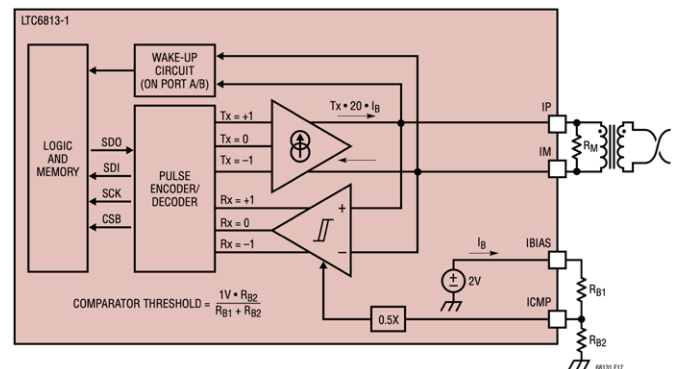 LTC6813-1
WAKE-UP
CIRCUIT
(ON PORT A/B)
Tx • 20 • IB
IP
Tx = +1
Tx = 0
Tx = –1
RM
IM
LOGIC
AND
MEMORY
SDO
SDI
SCK
CSB
PULSE
ENCODER/
DECODER
Rx = +1
Rx = 0
Rx = –1
+
–
IB
IBIAS
+
–
2V
RB1
ICMP
0.5X
RB2
COMPARATOR THRESHOLD = 1V • RB2
RB1 + RB2
68131 F17